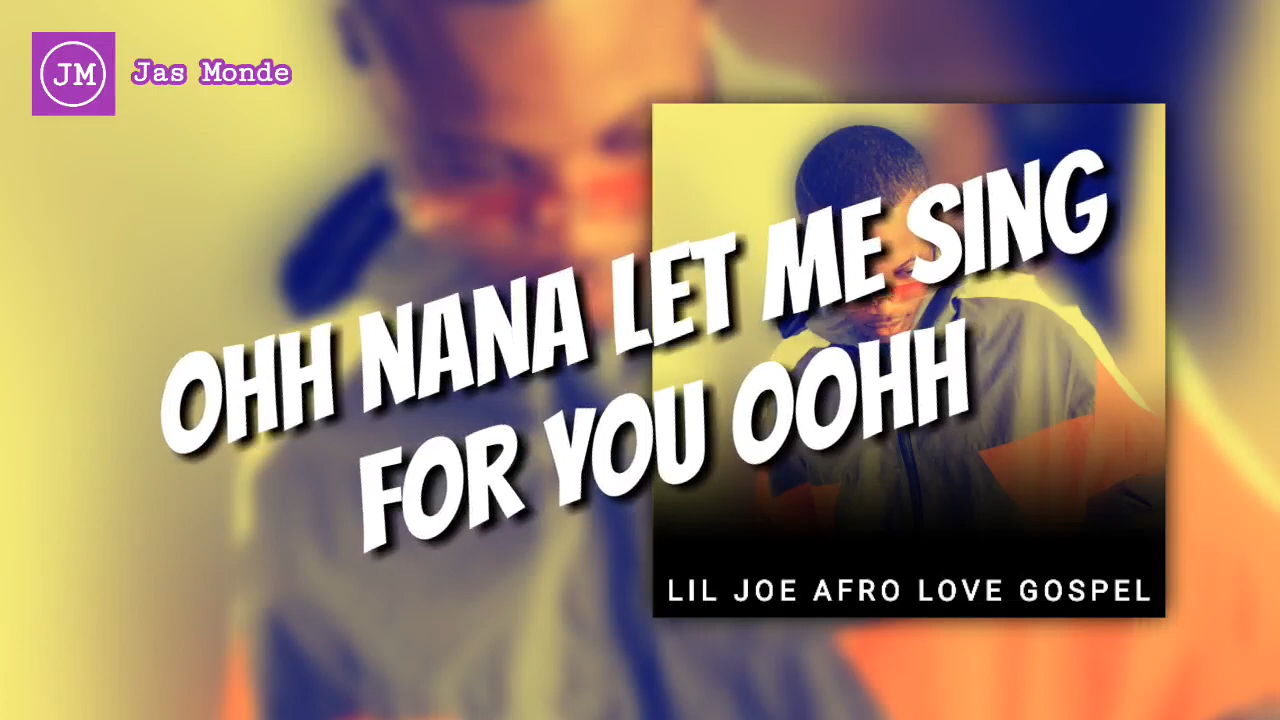 JM
Jas Monde
OHH NANA LET ME SING
FOR YOU OOHH
LIL JOE AFRO LOVE GOSPEL